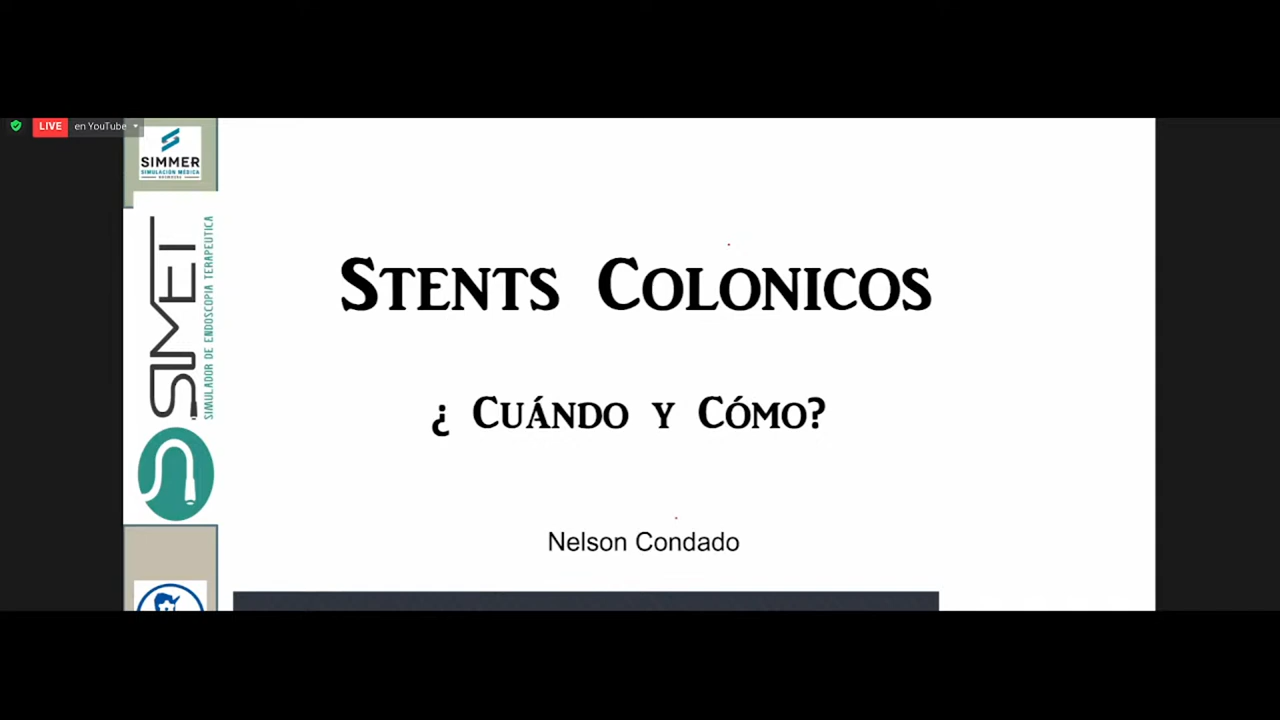 LIVE en YouTube
SIMMER
SIMULACIÓN MÉDICA
SIMET
SIMULADOR DE ENDOSCOPIA TERAPEUTICA
STENTS COLONICOS
¿ CUÁNDO Y CÓMO?
Nelson Condado